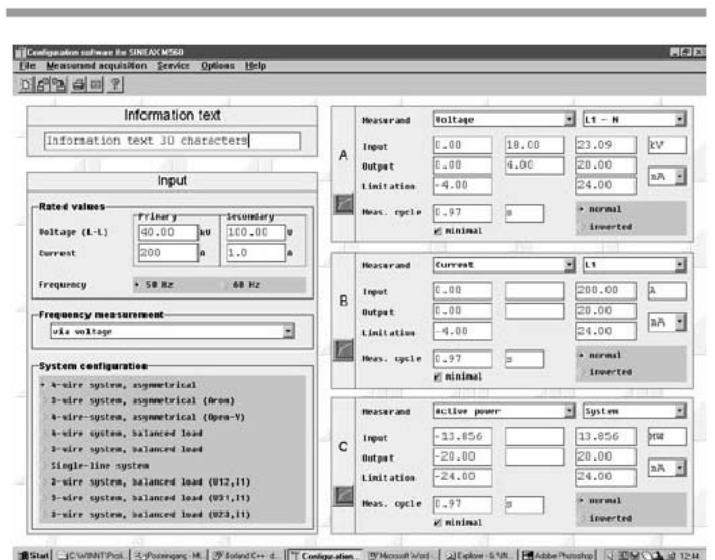 Configuration software for SINEAX M560
File Measurand acquisition Service Options Help
Information text
Information text 30 characters
Input
Rated values
Primary Secondary
Voltage (L-L) 40.00 kV 100.00 V
Current 200 A 1.0 A
Frequency 50 Hz 60 Hz
Frequency measurement
via voltage
System configuration
4-wire system, asymmetrical
3-wire system, asymmetrical (Aron)
4-wire-system, asymmetrical (Open-Y)
4-wire system, balanced load
3-wire system, balanced load
Single-line system
3-wire system, balanced load (U12,I1)
3-wire system, balanced load (U31,I1)
3-wire system, balanced load (U23,I1)
A
Measurand Voltage L1 - N
Input 0.00 18.00 23.09 kV
Output 0.00 4.00 20.00
mA
Limitation -4.00 24.00
Meas. cycle 0.97 s normal
minimal inverted
B
Measurand Current L1
Input 0.00 200.00 A
Output 0.00 20.00
mA
Limitation -4.00 24.00
Meas. cycle 0.97 s normal
minimal inverted
C
Measurand Active power System
Input -13.856 13.856 MW
Output -20.00 20.00
mA
Limitation -24.00 24.00
Meas. cycle 0.97 s normal
minimal inverted
Start C:\WINNT\Profi... Posteingang - Mi... Borland C++ - d... Configuration... Microsoft Word -... Explore - Adobe Photoshop 12:44